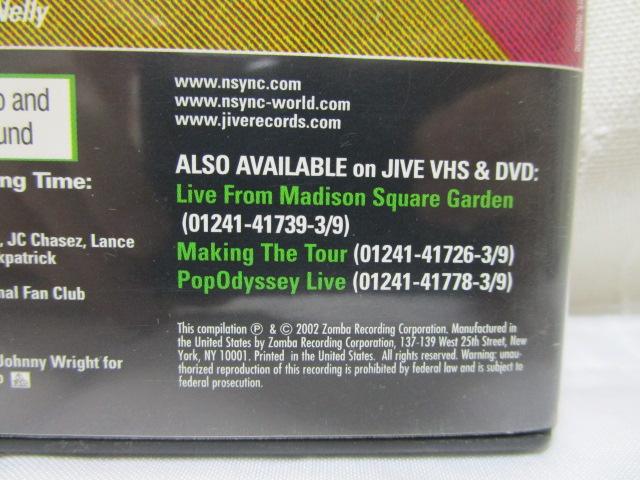 Nelly
and
und
ng Time:
, JC Chasez, Lance
kpatrick
nal Fan Club
Johnny Wright for
www.nsync.com
www.nsync-world.com
www.jiverecords.com
ALSO AVAILABLE on JIVE VHS & DVD:
Live From Madison Square Garden
(01241-41739-3/9)
Making The Tour (01241-41726-3/9)
PopOdyssey Live (01241-41778-3/9)
This compilation ℗ & © 2002 Zomba Recording Corporation. Manufactured in
the United States by Zomba Recording Corporation, 137-139 West 25th Street, New
York, NY 10001. Printed in the United States. All rights reserved. Warning: unau-
thorized reproduction of this recording is prohibited by federal law and is subject to
federal prosecution.